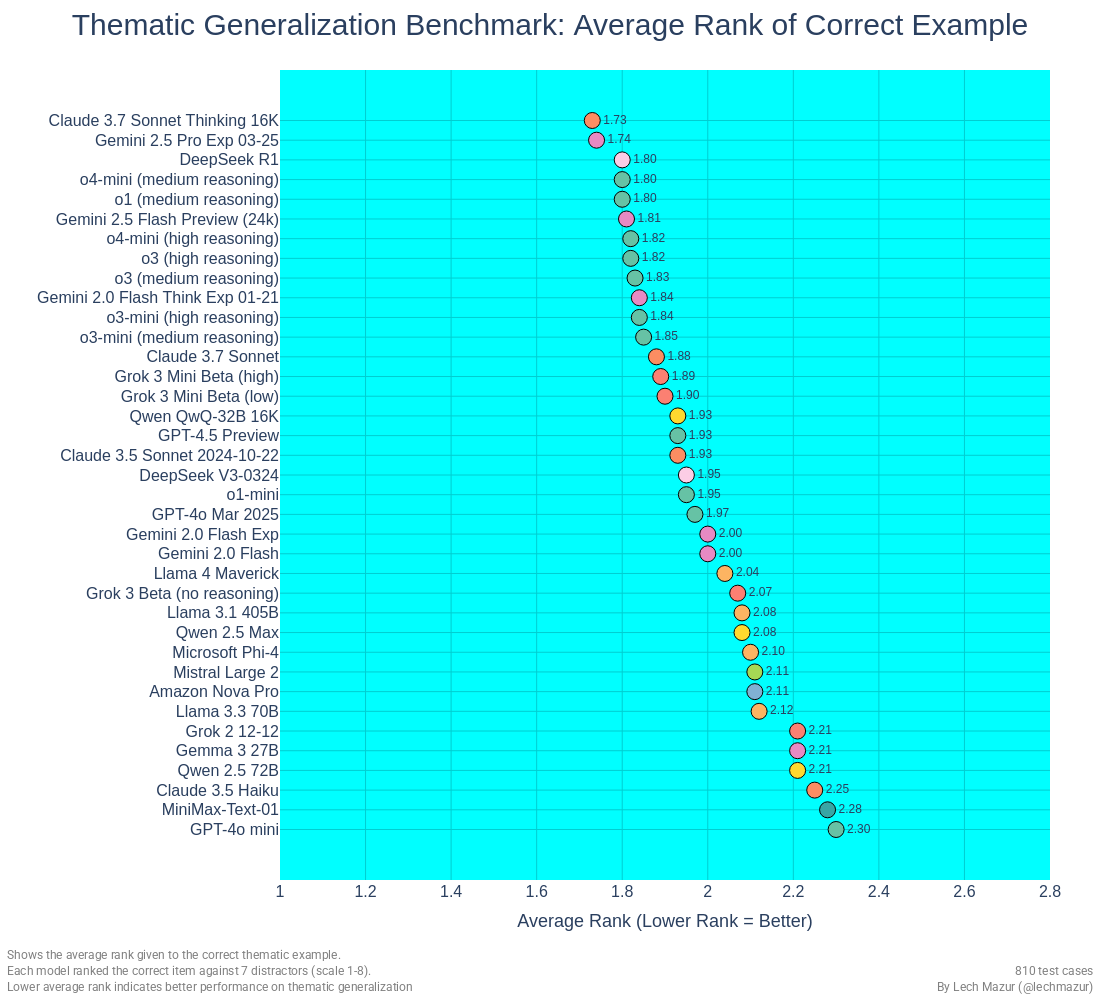 Thematic Generalization Benchmark: Average Rank of Correct Example
Claude 3.7 Sonnet Thinking 16K 1.73
Gemini 2.5 Pro Exp 03-25 1.74
DeepSeek R1 1.80
o4-mini (medium reasoning) 1.80
o1 (medium reasoning) 1.80
Gemini 2.5 Flash Preview (24k) 1.81
o4-mini (high reasoning) 1.82
o3 (high reasoning) 1.82
o3 (medium reasoning) 1.83
Gemini 2.0 Flash Think Exp 01-21 1.84
o3-mini (high reasoning) 1.84
o3-mini (medium reasoning) 1.85
Claude 3.7 Sonnet 1.88
Grok 3 Mini Beta (high) 1.89
Grok 3 Mini Beta (low) 1.90
Qwen QwQ-32B 16K 1.93
GPT-4.5 Preview 1.93
Claude 3.5 Sonnet 2024-10-22 1.93
DeepSeek V3-0324 1.95
o1-mini 1.95
GPT-4o Mar 2025 1.97
Gemini 2.0 Flash Exp 2.00
Gemini 2.0 Flash 2.00
Llama 4 Maverick 2.04
Grok 3 Beta (no reasoning) 2.07
Llama 3.1 405B 2.08
Qwen 2.5 Max 2.08
Microsoft Phi-4 2.10
Mistral Large 2 2.11
Amazon Nova Pro 2.11
Llama 3.3 70B 2.12
Grok 2 12-12 2.21
Gemma 3 27B 2.21
Qwen 2.5 72B 2.21
Claude 3.5 Haiku 2.25
MiniMax-Text-01 2.28
GPT-4o mini 2.30
1 1.2 1.4 1.6 1.8 2 2.2 2.4 2.6 2.8
Average Rank (Lower Rank = Better)
Shows the average rank given to the correct thematic example.
Each model ranked the correct item against 7 distractors (scale 1-8).
Lower average rank indicates better performance on thematic generalization
810 test cases
By Lech Mazur (@lechmazur)